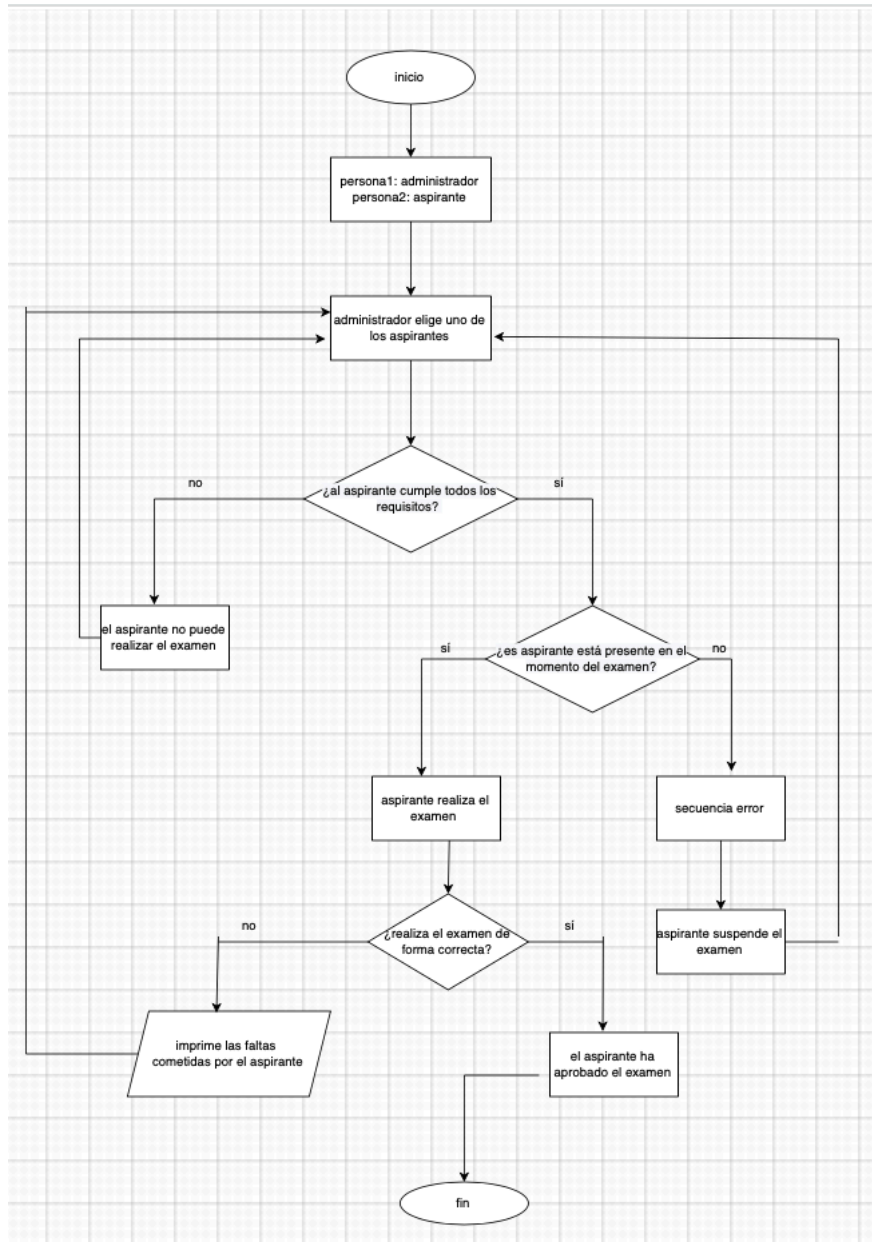 inicio
persona1: administrador
persona2: aspirante
administrador elige uno de
los aspirantes
no
¿al aspirante cumple todos los
requisitos?
sí
el aspirante no puede
realizar el examen
sí
¿es aspirante está presente en el
momento del examen?
no
aspirante realiza el
examen
secuencia error
no
¿realiza el examen de
forma correcta?
sí
aspirante suspende el
examen
imprime las faltas
cometidas por el aspirante
el aspirante ha
aprobado el examen
fin